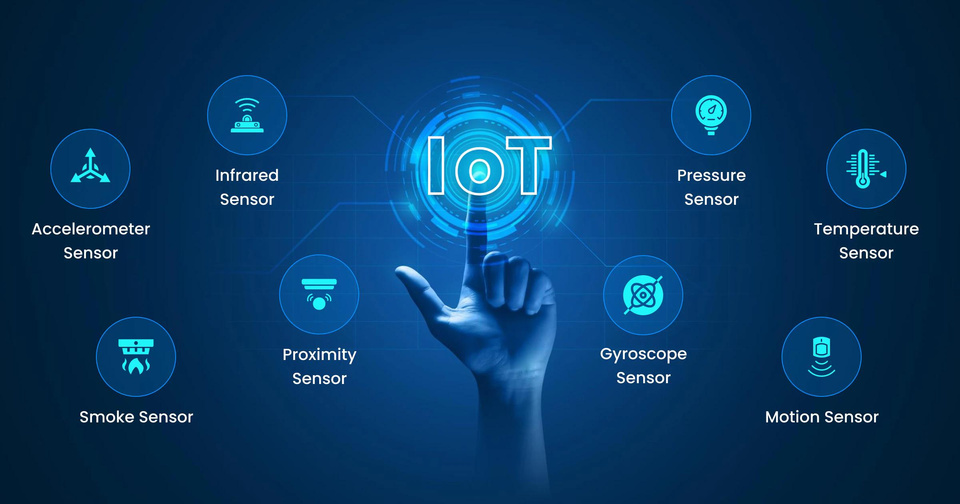 IoT
Infrared
Sensor
Pressure
Sensor
Accelerometer
Sensor
Temperature
Sensor
Proximity
Sensor
Gyroscope
Sensor
Smoke Sensor
Motion Sensor